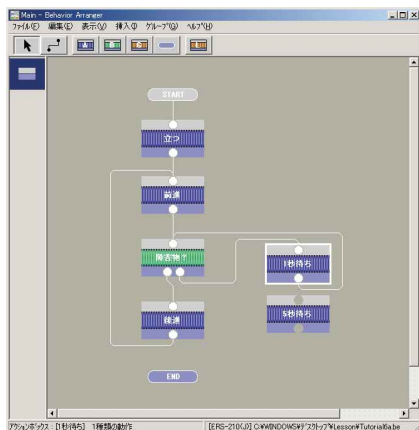 Main - Behavior Arranger
ファイル(F) 編集(E) 表示(V) 挿入(I) グループ(G) ヘルプ(H)
A B C L
START
立つ
前進
障害物?
1秒待ち
後進
5秒待ち
END
アクションボックス : [1秒待ち] 1種類の動作 [ERS-210(J)] C:¥WINDOWS¥デスクトップ¥Lesson¥Tutorial6a.be